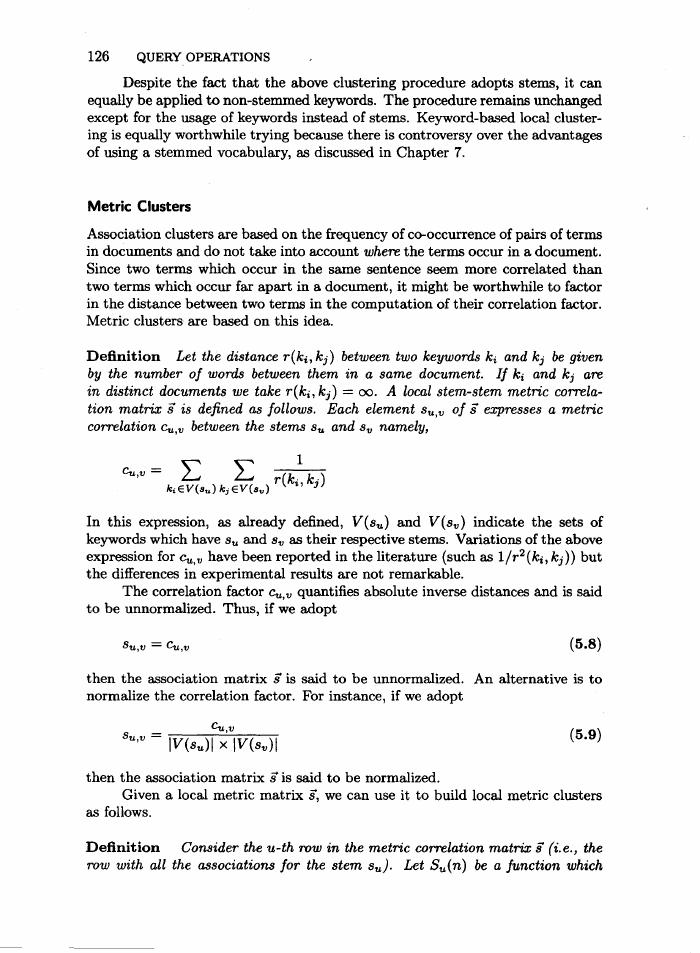 126 QUERY OPERATIONS
Despite the fact that the above clustering procedure adopts stems, it can
equally be applied to non-stemmed keywords. The procedure remains unchanged
except for the usage of keywords instead of stems. Keyword-based local cluster-
ing is equally worthwhile trying because there is controversy over the advantages
of using a stemmed vocabulary, as discussed in Chapter 7.
Metric Clusters
Association clusters are based on the frequency of co-occurrence of pairs of terms
in documents and do not take into account where the terms occur in a document.
Since two terms which occur in the same sentence seem more correlated than
two terms which occur far apart in a document, it might be worthwhile to factor
in the distance between two terms in the computation of their correlation factor.
Metric clusters are based on this idea.
Definition Let the distance r(k_i, k_j) between two keywords k_i and k_j be given
by the number of words between them in a same document. If k_i and k_j are
in distinct documents we take r(k_i, k_j) = ∞. A local stem-stem metric correla-
tion matrix s⃗ is defined as follows. Each element s_{u,v} of s⃗ expresses a metric
correlation c_{u,v} between the stems s_u and s_v namely,
c_{u,v} = ∑_{k_i∈V(s_u)} ∑_{k_j∈V(s_v)} 1 / r(k_i, k_j)
In this expression, as already defined, V(s_u) and V(s_v) indicate the sets of
keywords which have s_u and s_v as their respective stems. Variations of the above
expression for c_{u,v} have been reported in the literature (such as 1/r²(k_i, k_j)) but
the differences in experimental results are not remarkable.
The correlation factor c_{u,v} quantifies absolute inverse distances and is said
to be unnormalized. Thus, if we adopt
s_{u,v} = c_{u,v} (5.8)
then the association matrix s⃗ is said to be unnormalized. An alternative is to
normalize the correlation factor. For instance, if we adopt
s_{u,v} = c_{u,v} / |V(s_u)| × |V(s_v)| (5.9)
then the association matrix s⃗ is said to be normalized.
Given a local metric matrix s⃗, we can use it to build local metric clusters
as follows.
Definition Consider the u-th row in the metric correlation matrix s⃗ (i.e., the
row with all the associations for the stem s_u). Let S_u(n) be a function which